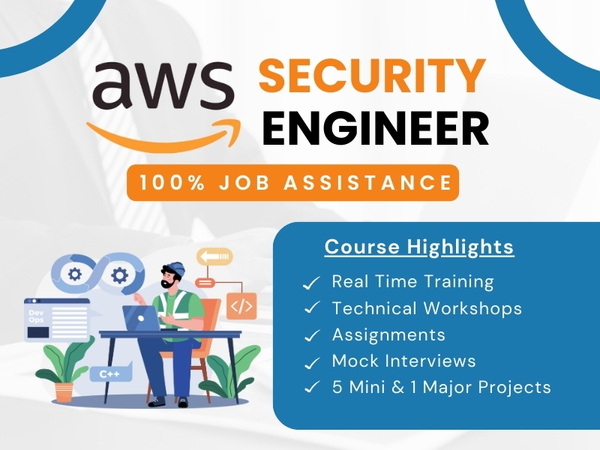 aws
SECURITY
ENGINEER
100% JOB ASSISTANCE
Course Highlights
Real Time Training
Technical Workshops
Assignments
Mock Interviews
5 Mini & 1 Major Projects
Dev
Ops
</>
C++